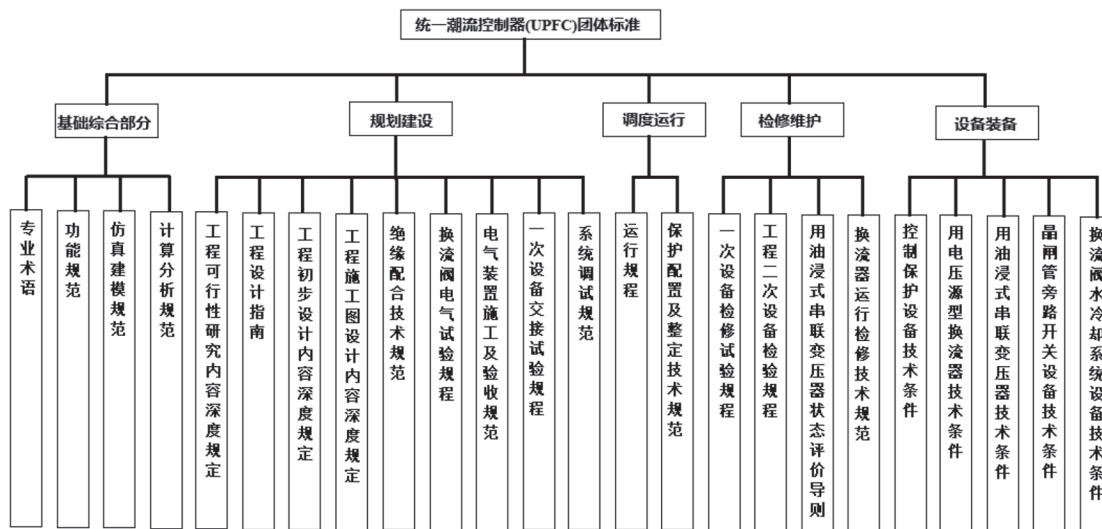 统一潮流控制器(UPFC)团体标准
基础综合部分
规划建设
调度运行
检修维护
设备装备
专业术语
功能规范
仿真建模规范
计算分析规范
工程可行性研究内容深度规定
工程设计指南
工程初步设计内容深度规定
工程施工图设计内容深度规定
绝缘配合技术规范
换流阀电气试验规程
电气装置施工及验收规范
一次设备交接试验规程
系统调试规范
运行规程
保护配置及整定技术规范
一次设备检修试验规程
工程二次设备检验规程
用油浸式串联变压器状态评价导则
换流器运行检修技术规范
控制保护设备技术条件
用电压源型换流器技术条件
用油浸式串联变压器技术条件
晶闸管旁路开关设备技术条件
换流阀水冷却系统设备技术条件